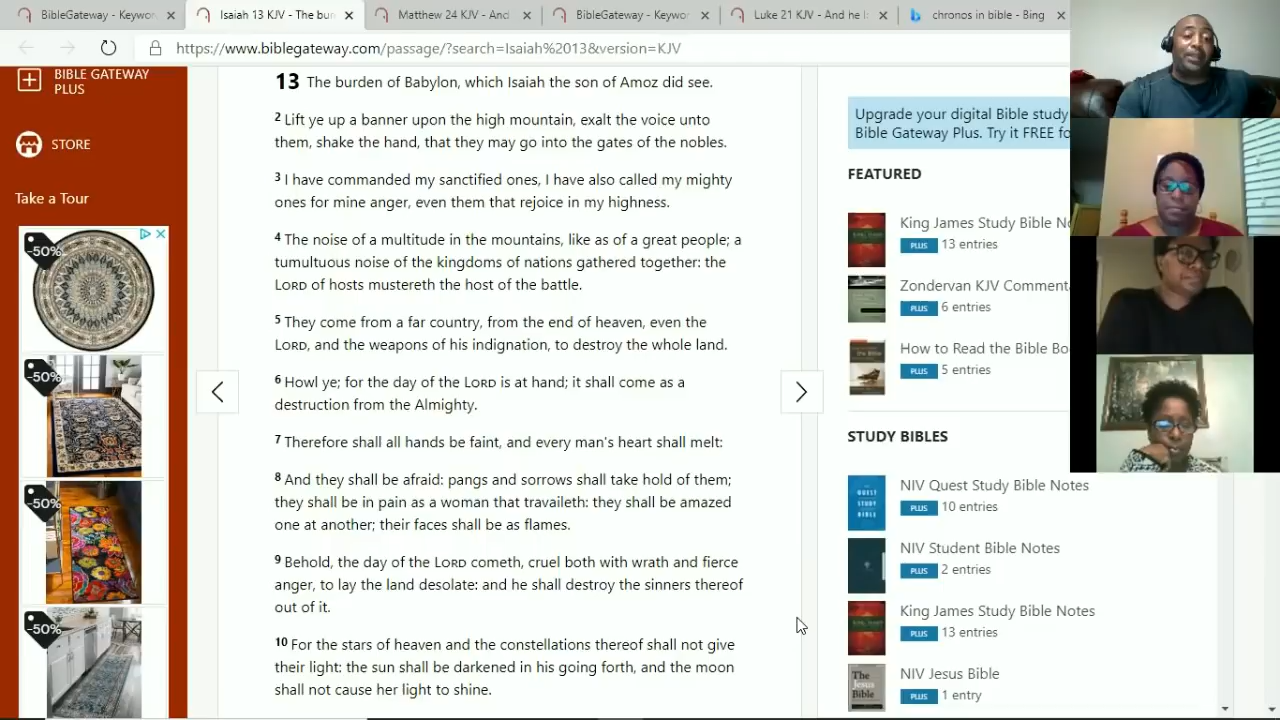 BibleGateway - Keywor
Isaiah 13 KJV - The bur
Matthew 24 KJV - And
BibleGateway - Keywor
Luke 21 KJV - And he l
chronos in bible - Bing
https://www.biblegateway.com/passage/?search=Isaiah%2013&version=KJV
BIBLE GATEWAY
PLUS
STORE
Take a Tour
-50%
-50%
-50%
-50%
13 The burden of Babylon, which Isaiah the son of Amoz did see.
2 Lift ye up a banner upon the high mountain, exalt the voice unto
them, shake the hand, that they may go into the gates of the nobles.
3 I have commanded my sanctified ones, I have also called my mighty
ones for mine anger, even them that rejoice in my highness.
4 The noise of a multitude in the mountains, like as of a great people; a
tumultuous noise of the kingdoms of nations gathered together: the
LORD of hosts mustereth the host of the battle.
5 They come from a far country, from the end of heaven, even the
LORD, and the weapons of his indignation, to destroy the whole land.
6 Howl ye; for the day of the LORD is at hand; it shall come as a
destruction from the Almighty.
7 Therefore shall all hands be faint, and every man's heart shall melt:
8 And they shall be afraid: pangs and sorrows shall take hold of them;
they shall be in pain as a woman that travaileth: they shall be amazed
one at another; their faces shall be as flames.
9 Behold, the day of the LORD cometh, cruel both with wrath and fierce
anger, to lay the land desolate: and he shall destroy the sinners thereof
out of it.
10 For the stars of heaven and the constellations thereof shall not give
their light: the sun shall be darkened in his going forth, and the moon
shall not cause her light to shine.
Upgrade your digital Bible study
Bible Gateway Plus. Try it FREE fo
FEATURED
King James Study Bible No
PLUS 13 entries
Zondervan KJV Commenta
PLUS 6 entries
How to Read the Bible Bo
PLUS 5 entries
STUDY BIBLES
NIV Quest Study Bible Notes
PLUS 10 entries
NIV Student Bible Notes
PLUS 2 entries
King James Study Bible Notes
PLUS 13 entries
NIV Jesus Bible
PLUS 1 entry
QUEST
STUDY
BIBLE
The
Jesus
Bible